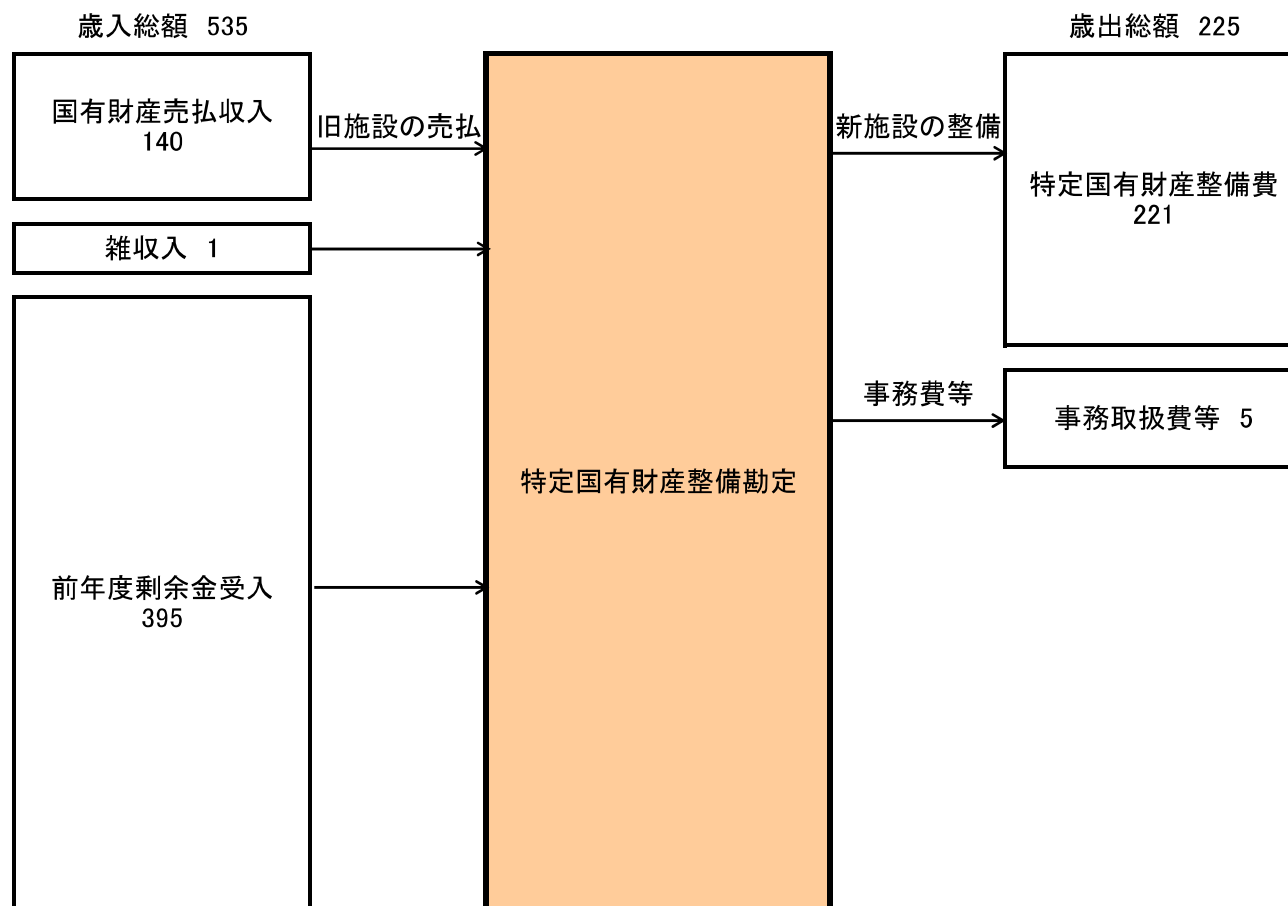 歳入総額 535
国有財産売払収入
140
旧施設の売払
雑収入 1
前年度剰余金受入
395
特定国有財産整備勘定
歳出総額 225
新施設の整備
特定国有財産整備費
221
事務費等
事務取扱費等 5